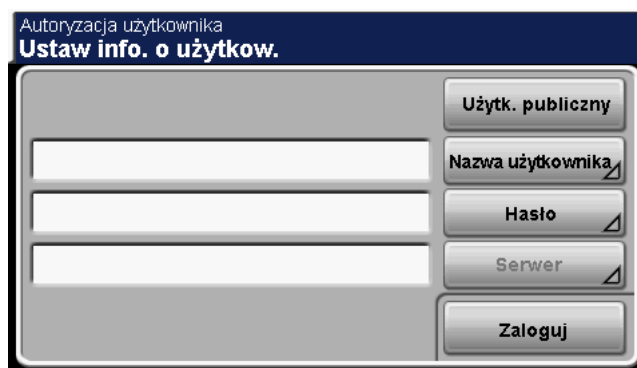 Autoryzacja użytkownika
Ustaw info. o użytkow.
Użytk. publiczny
Nazwa użytkownika
Hasło
Serwer
Zaloguj